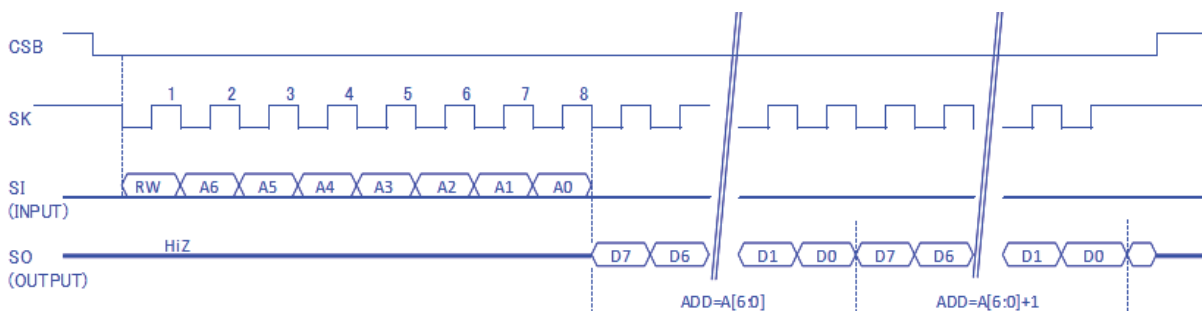 CSB
1 2 3 4 5 6 7 8
SK
SI RW A6 A5 A4 A3 A2 A1 A0
(INPUT)
HiZ
SO D7 D6 D1 D0 D7 D6 D1 D0
(OUTPUT)
ADD=A[6:0] ADD=A[6:0]+1